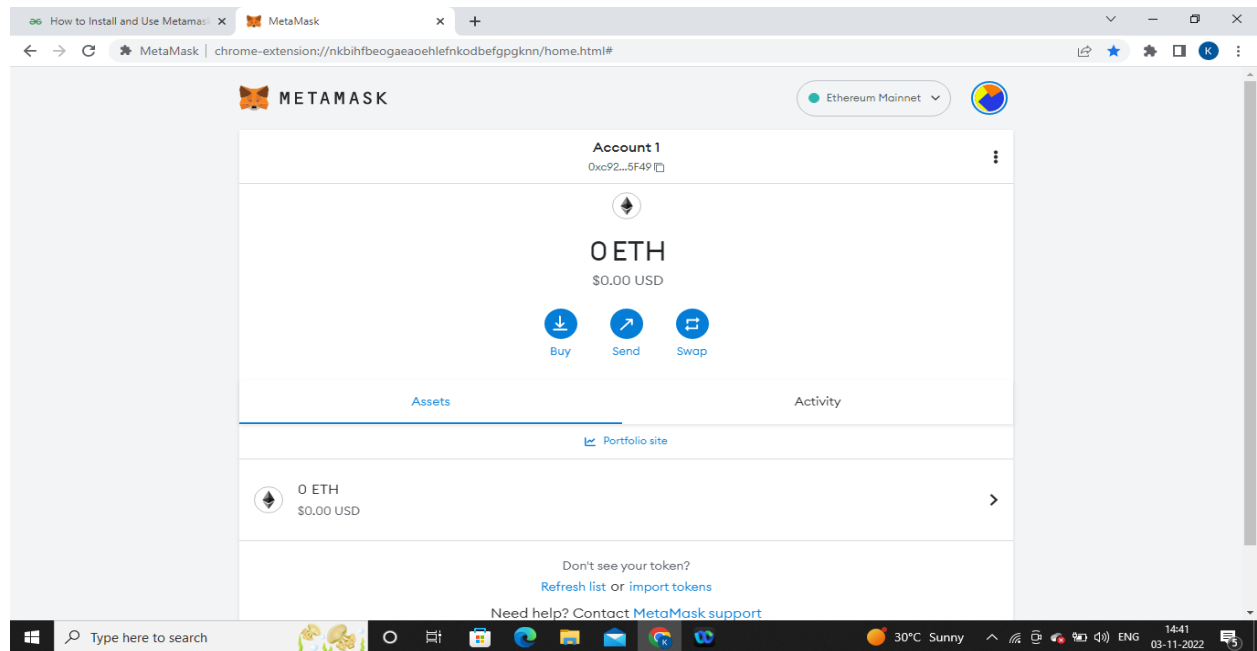 How to Install and Use Metamas
MetaMask
MetaMask | chrome-extension://nkbihfbeogaeaoehlefnkodbefgpgknn/home.html#
K
METAMASK
Ethereum Mainnet
Account 1
0xc92...5F49
0 ETH
$0.00 USD
Buy Send Swap
Assets Activity
Portfolio site
0 ETH
$0.00 USD
Don't see your token?
Refresh list or import tokens
Need help? Contact MetaMask support
Type here to search
30°C Sunny
ENG
14:41
03-11-2022
5